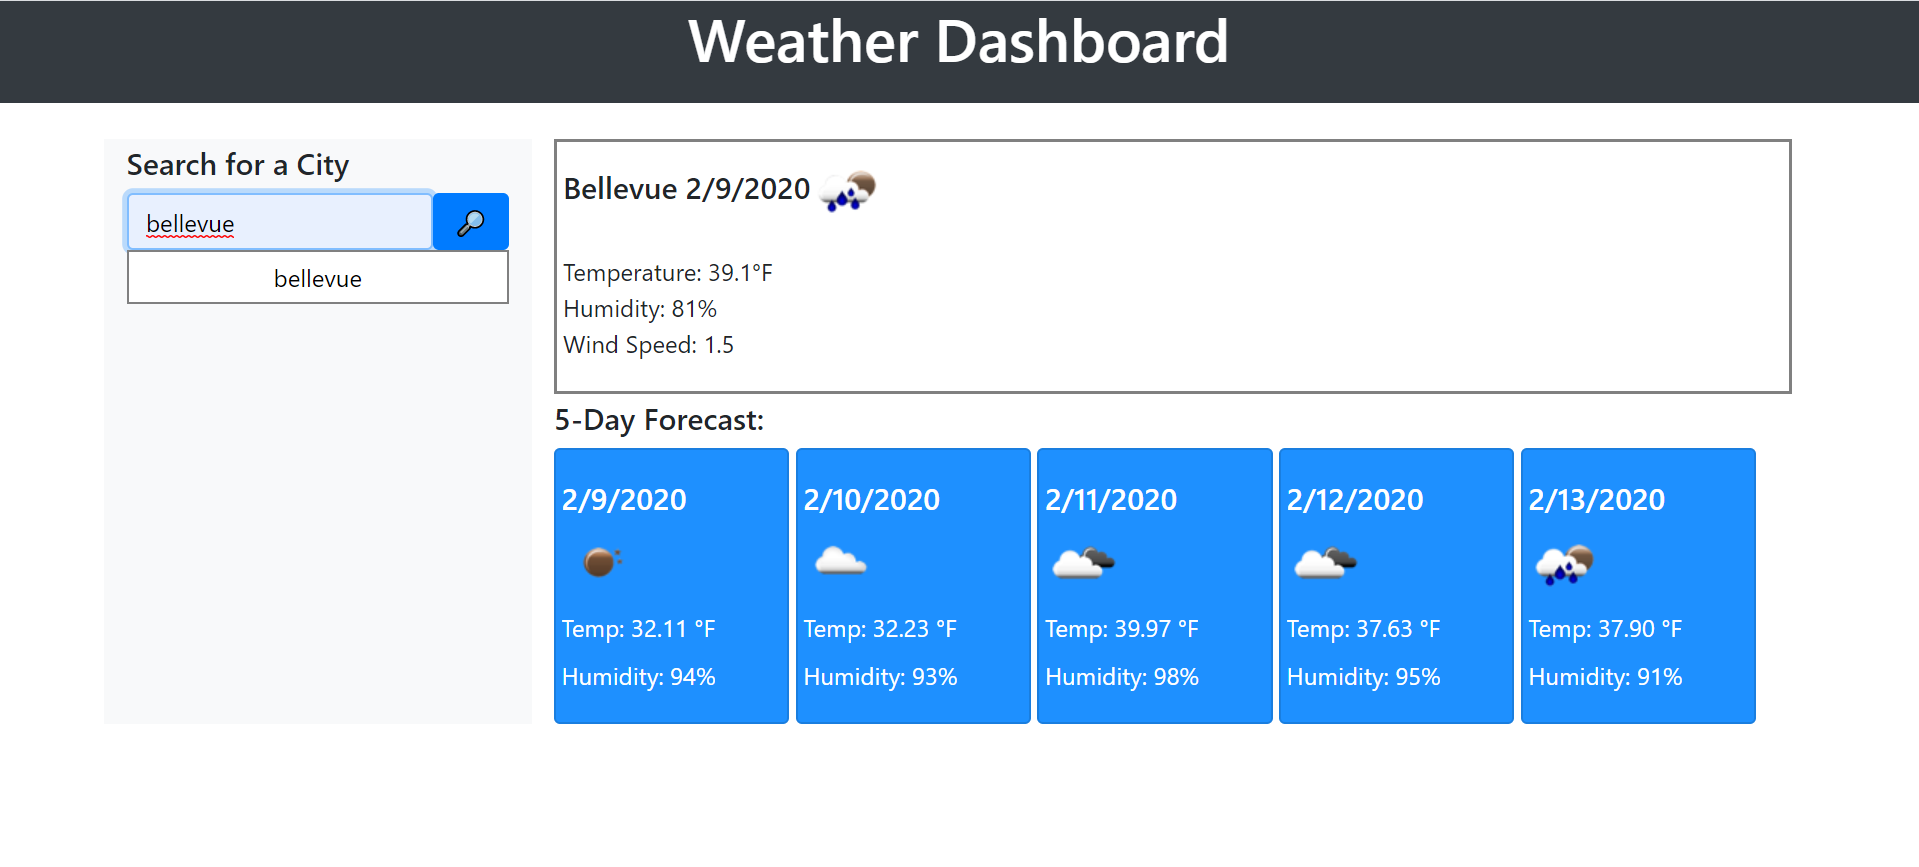 Weather Dashboard
Search for a City
bellevue
bellevue
Bellevue 2/9/2020
Temperature: 39.1°F
Humidity: 81%
Wind Speed: 1.5
5-Day Forecast:
2/9/2020
Temp: 32.11 °F
Humidity: 94%
2/10/2020
Temp: 32.23 °F
Humidity: 93%
2/11/2020
Temp: 39.97 °F
Humidity: 98%
2/12/2020
Temp: 37.63 °F
Humidity: 95%
2/13/2020
Temp: 37.90 °F
Humidity: 91%